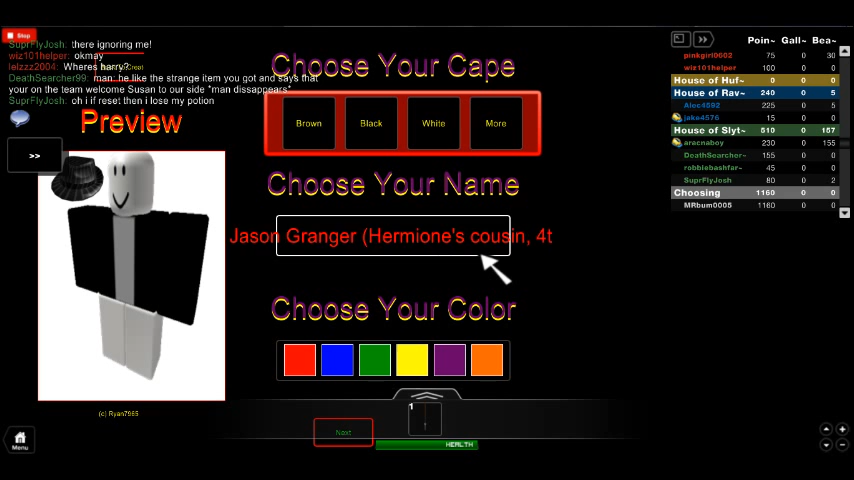 Stop
SuprFlyJosh: there ignoring me!
wiz101helper: okmay
ielzzz2004: Wheres harry?
DeathSearcher99: man: he like the strange item you got and says that
your on the team welcome Susan to our side *man dissappears*
SuprFlyJosh: oh i if reset then i lose my potion
Preview
>>
(c) Ryan7965
Menu
Choose Your Cape
Brown Black White More
Choose Your Name
Jason Granger (Hermione's cousin, 4t
Choose Your Color
1
Next
HEALTH
Poin~ Gall~ Bea~
pinkgirl0602 75 0 30
wiz101helper 100 0 0
House of Huf~ 0 0 0
House of Rav~ 240 0 5
Aloc4592 225 0 5
jake4576 15 0 0
House of Slyt~ 510 0 157
aracnaboy 230 0 155
DeathSearcher~ 155 0 0
robbiebashfar~ 45 0 0
SuprFlyJosh 80 0 2
Choosing 1160 0 0
MRbum0005 1160 0 0